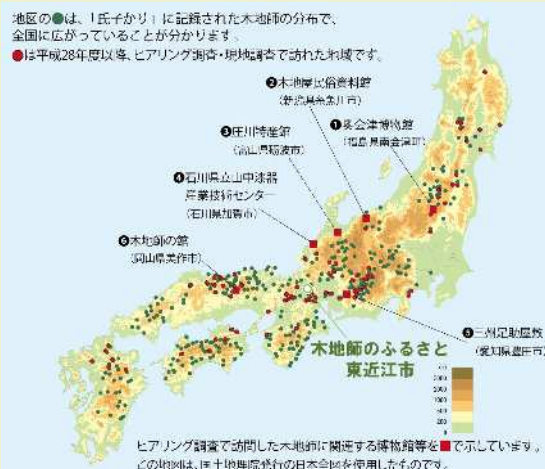 地図の●は、「氏子かり」に記録された木地師の分布で、
全国に広がっていることが分かります。
●は平成28年度以降、ヒアリング調査・現地調査で訪れた地域です。
❷木地屋民俗資料館
（新潟県糸魚川市）
❶奥会津博物館
（福島県南会津町）
❸庄川特産館
（富山県砺波市）
❹石川県立山中漆器
産業技術センター
（石川県加賀市）
❻木地師の館
（岡山県美作市）
❺三州足助屋敷
（愛知県豊田市）
木地師のふるさと
東近江市
ヒアリング調査で訪問した木地師に関連する博物館等を■で示しています。
この地図は、国土地理院発行の日本全図を使用したものです。